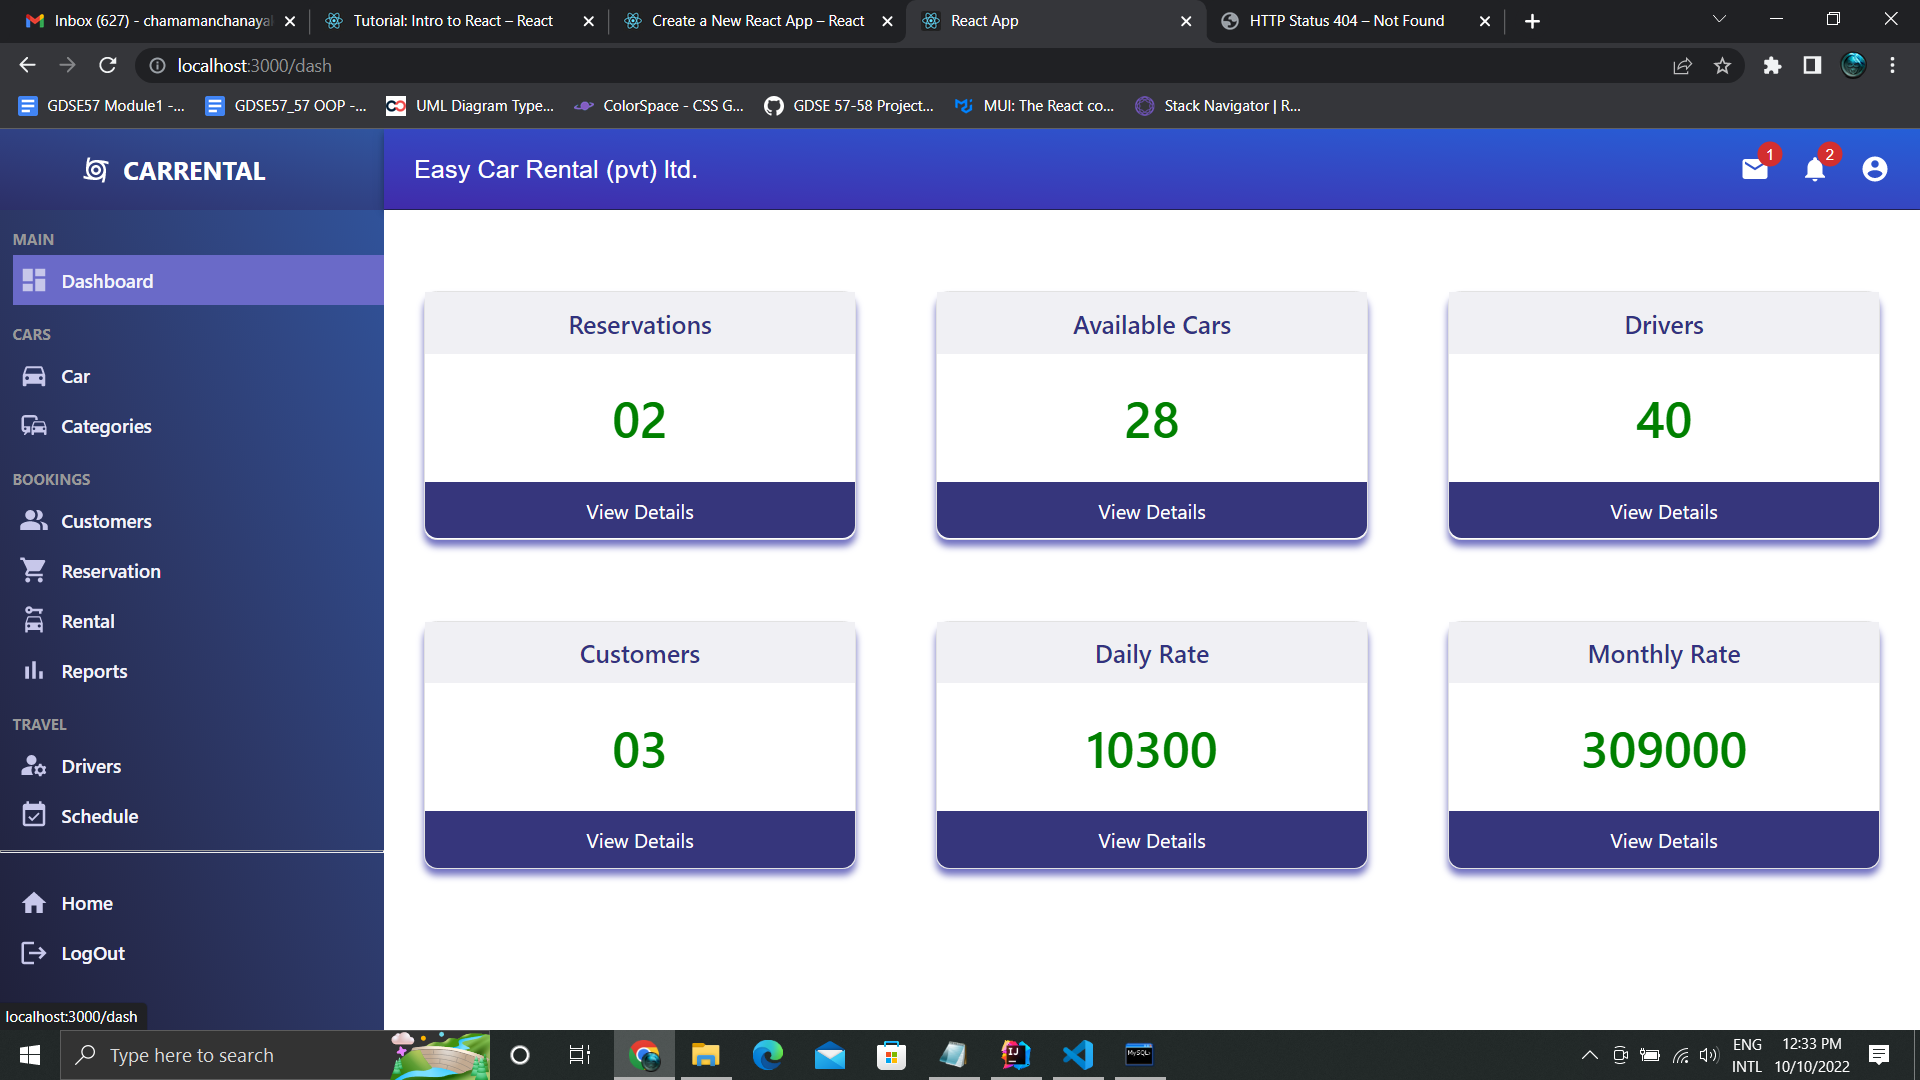 Inbox (627) - chamamanchanaya
Tutorial: Intro to React – React
Create a New React App – React
React App
HTTP Status 404 – Not Found
localhost:3000/dash
GDSE57 Module1 -...
GDSE57_57 OOP -...
UML Diagram Type...
ColorSpace - CSS G...
GDSE 57-58 Project...
MUI: The React co...
Stack Navigator | R...
CARRENTAL
Easy Car Rental (pvt) ltd.
1
2
MAIN
Dashboard
CARS
Car
Categories
BOOKINGS
Customers
Reservation
Rental
Reports
TRAVEL
Drivers
Schedule
Home
LogOut
Reservations
02
View Details
Available Cars
28
View Details
Drivers
40
View Details
Customers
03
View Details
Daily Rate
10300
View Details
Monthly Rate
309000
View Details
localhost:3000/dash
Type here to search
MySQL
ENG
INTL
12:33 PM
10/10/2022